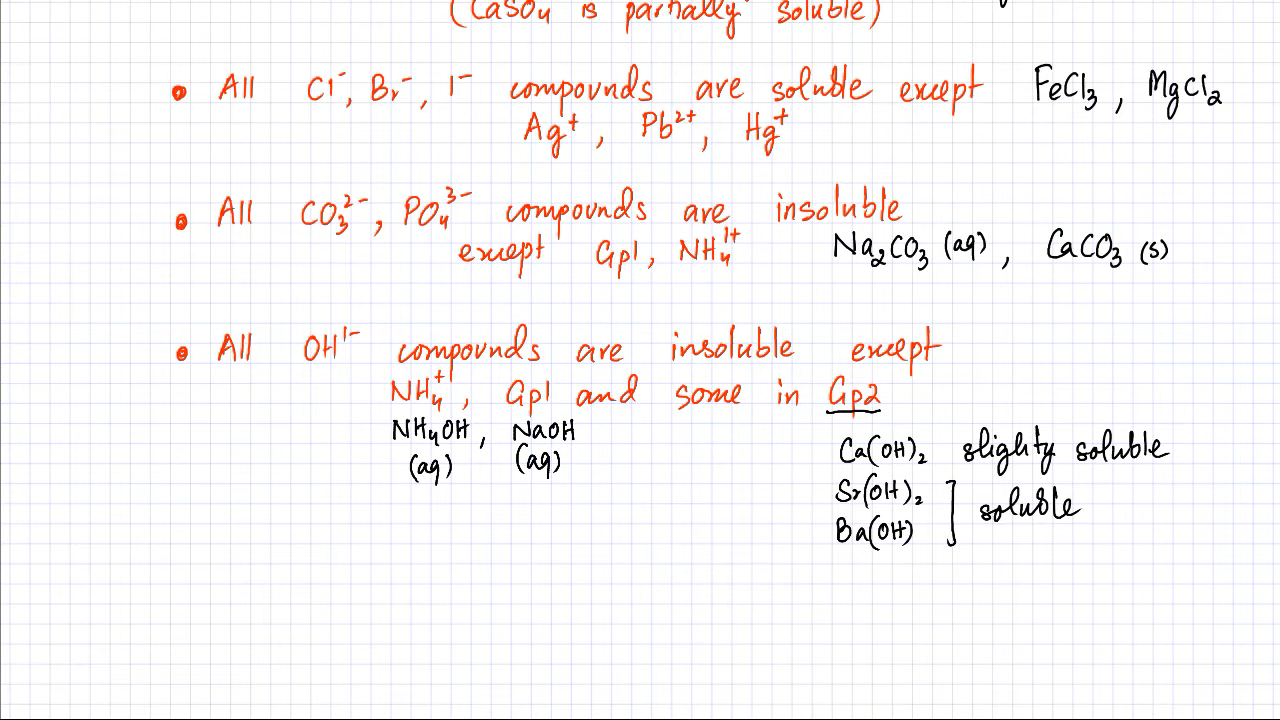 (CaSO₄ is partially soluble)
• All Cl⁻, Br⁻, I⁻ compounds are soluble except FeCl₃, MgCl₂
Ag⁺, Pb²⁺, Hg⁺
• All CO₃²⁻, PO₄³⁻ compounds are insoluble
except Gp1, NH₄¹⁺ Na₂CO₃ (aq), CaCO₃ (s)
• All OH¹⁻ compounds are insoluble except
NH₄⁺, Gp1 and some in Gp2
NH₄OH, NaOH
(aq) (aq)
Ca(OH)₂ slighty soluble
Sr(OH)₂
soluble
Ba(OH)